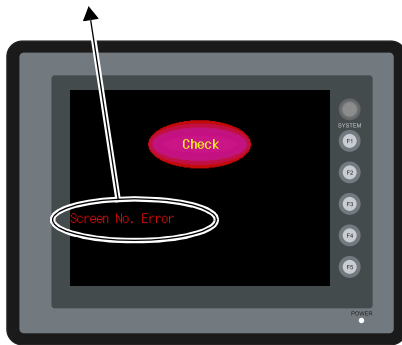 Check
SYSTEM
F1
F2
F3
Screen No. Error
F4
F5
POWER